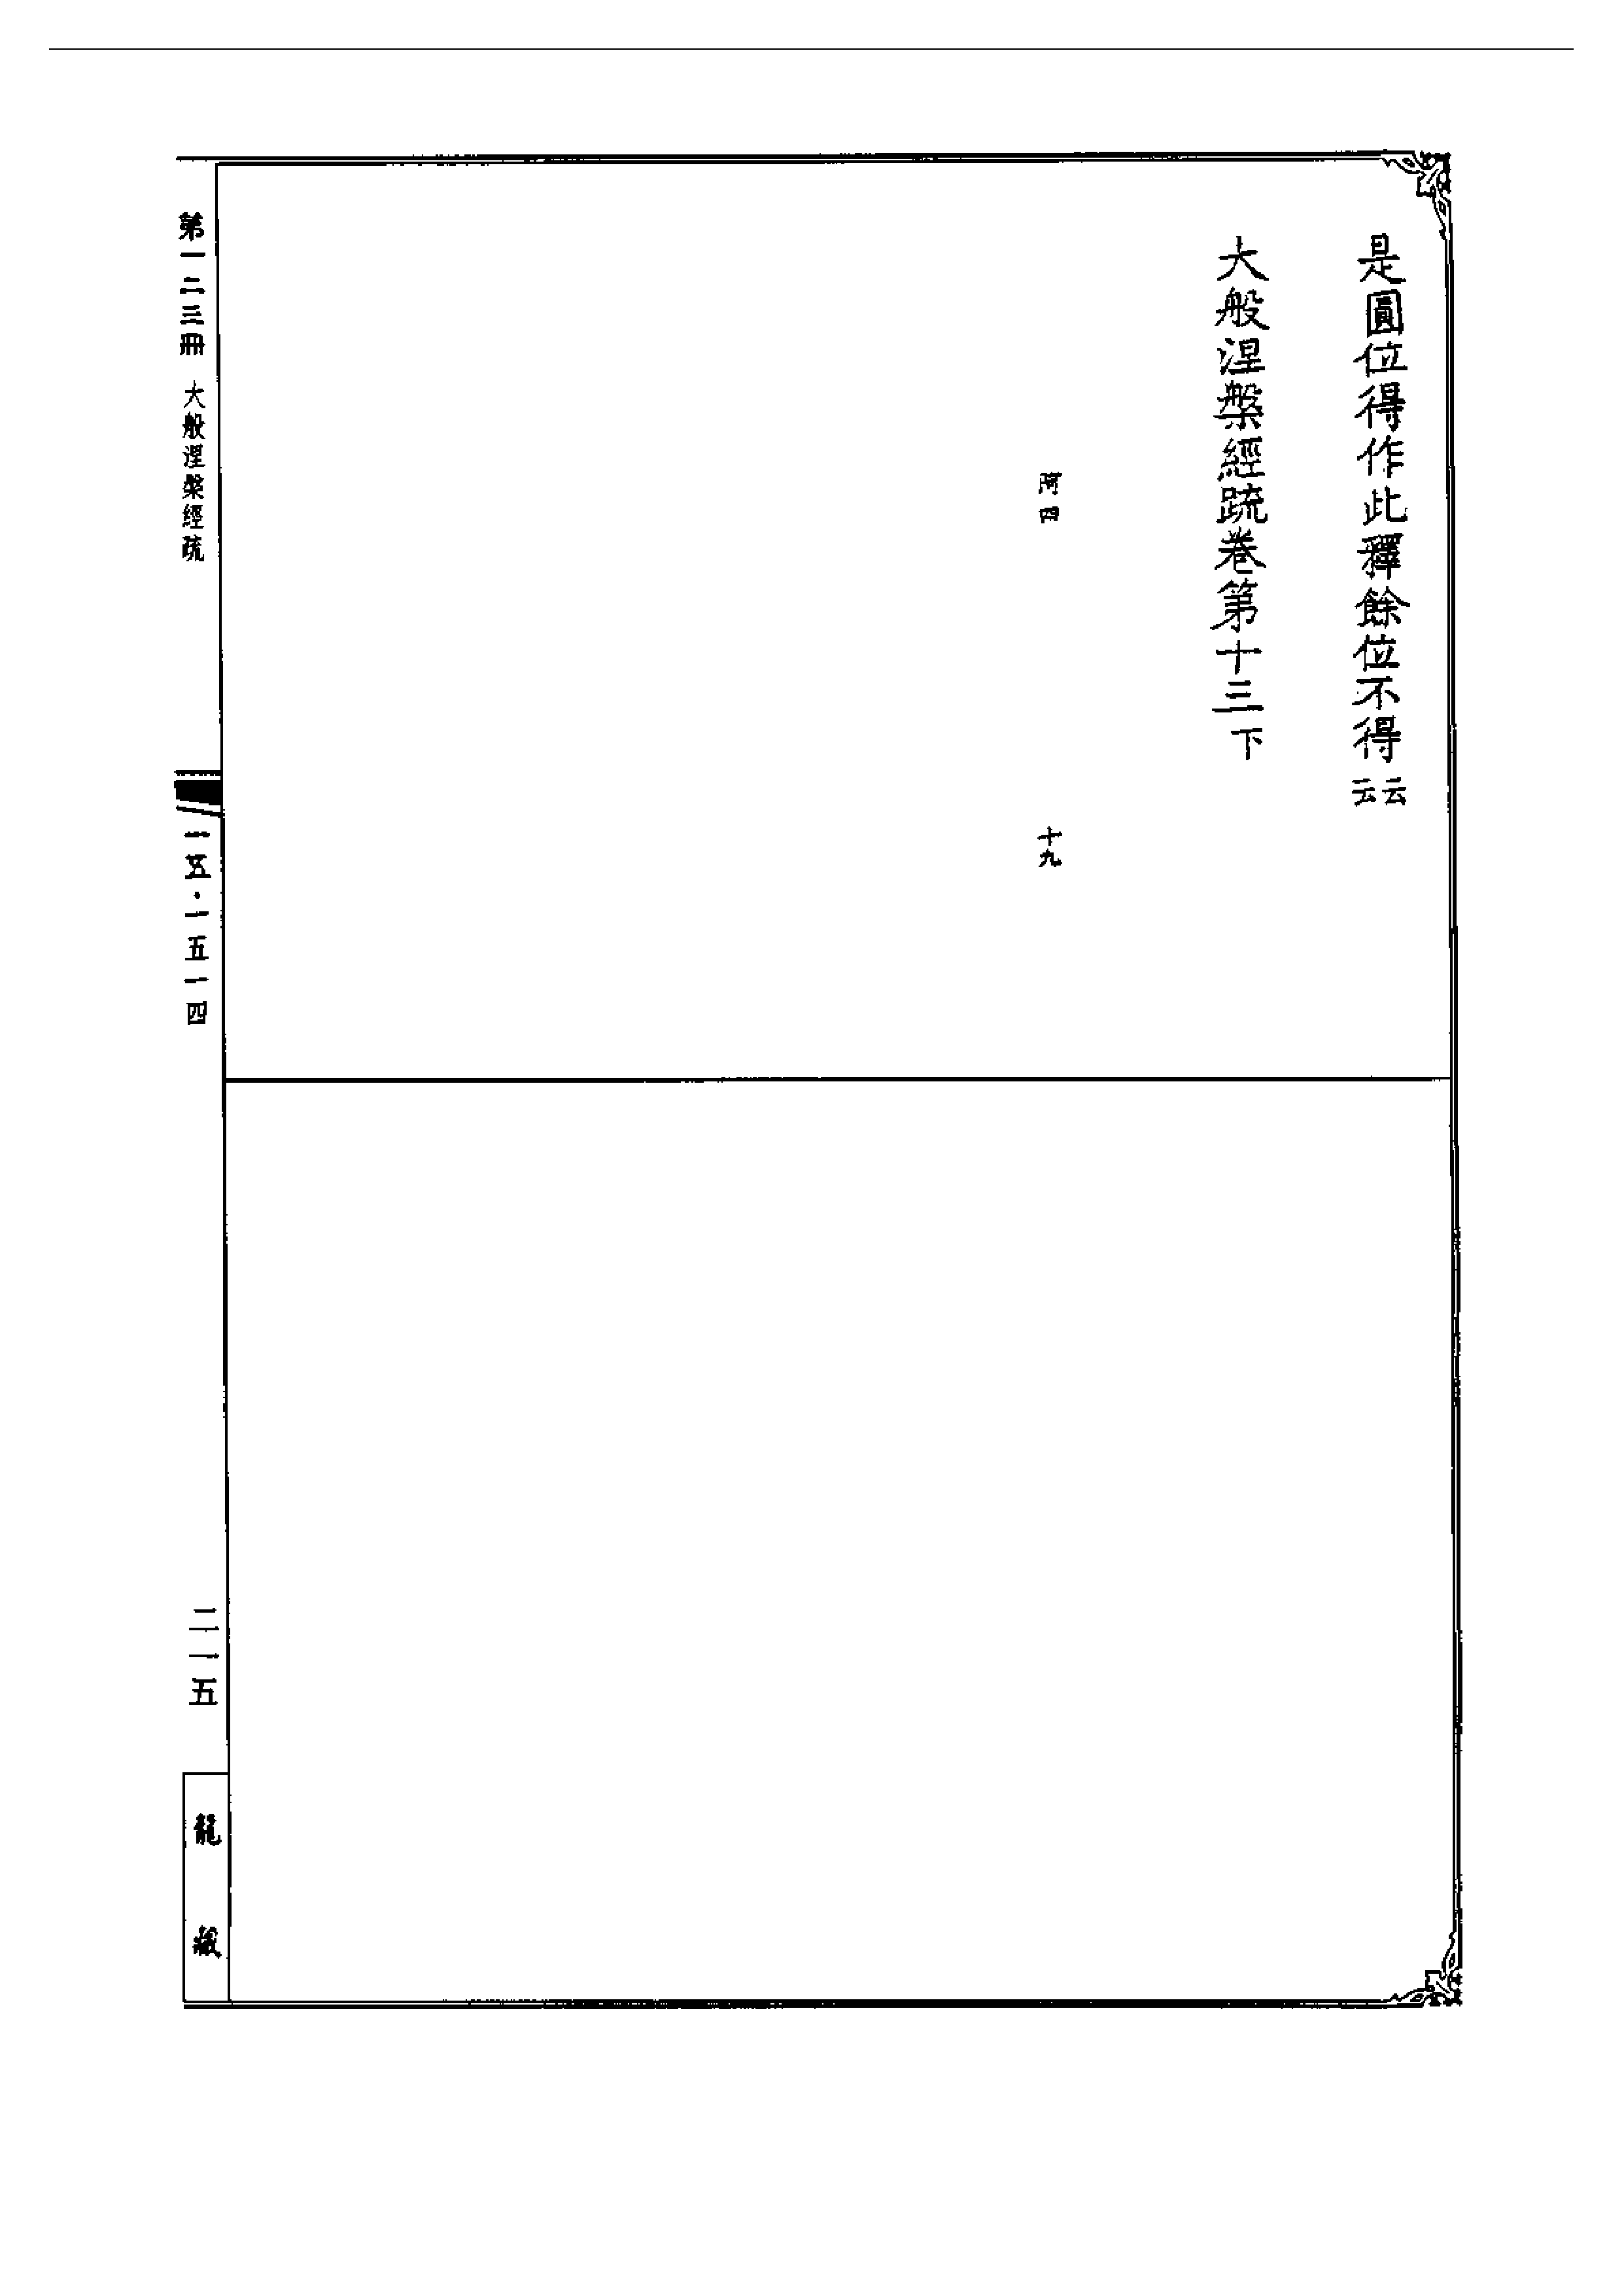 是圓位得作此釋餘位不得云云
大般涅槃經疏卷第十三下
阿四 十九
第一二三冊 大般涅槃經疏
一五五·一五一四
二一五
龍藏